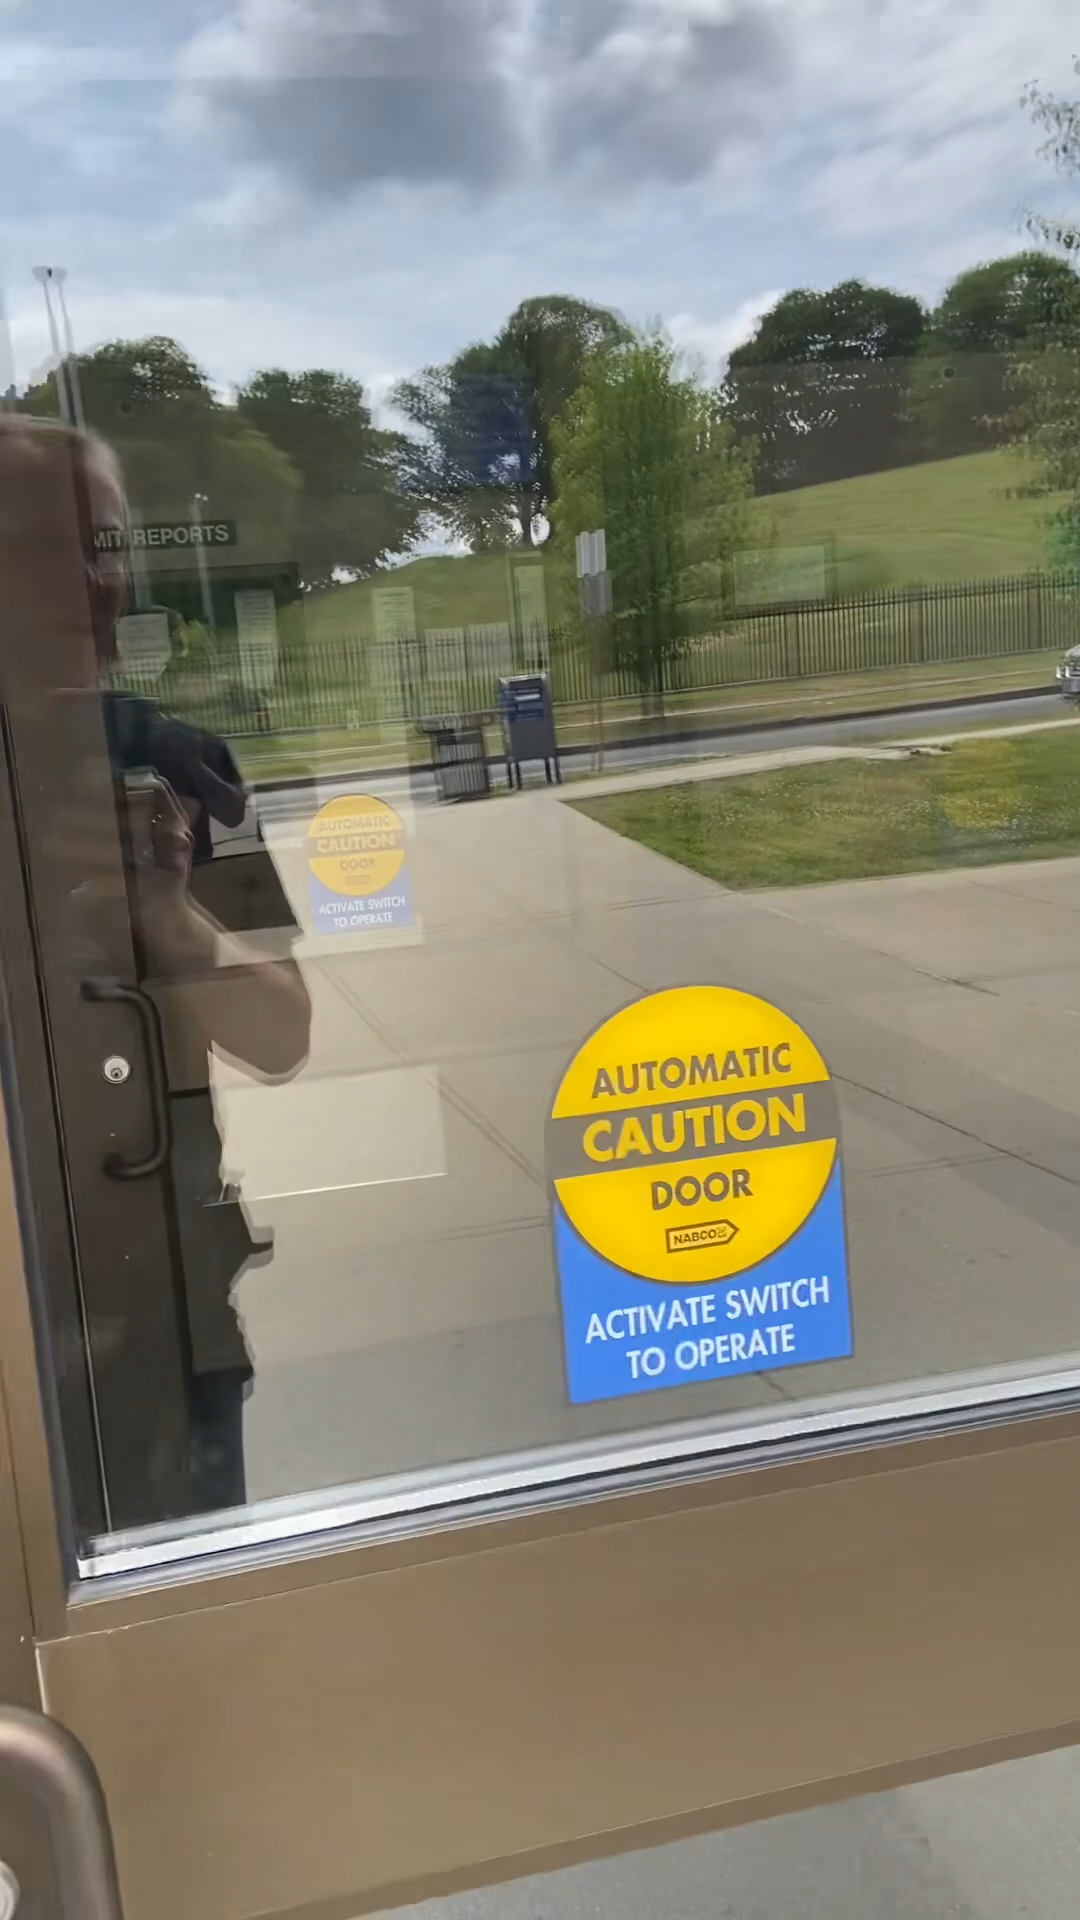 REPORTS
AUTOMATIC
CAUTION
DOOR
ACTIVATE SWITCH
TO OPERATE
AUTOMATIC
CAUTION
DOOR
NABCO
ACTIVATE SWITCH
TO OPERATE